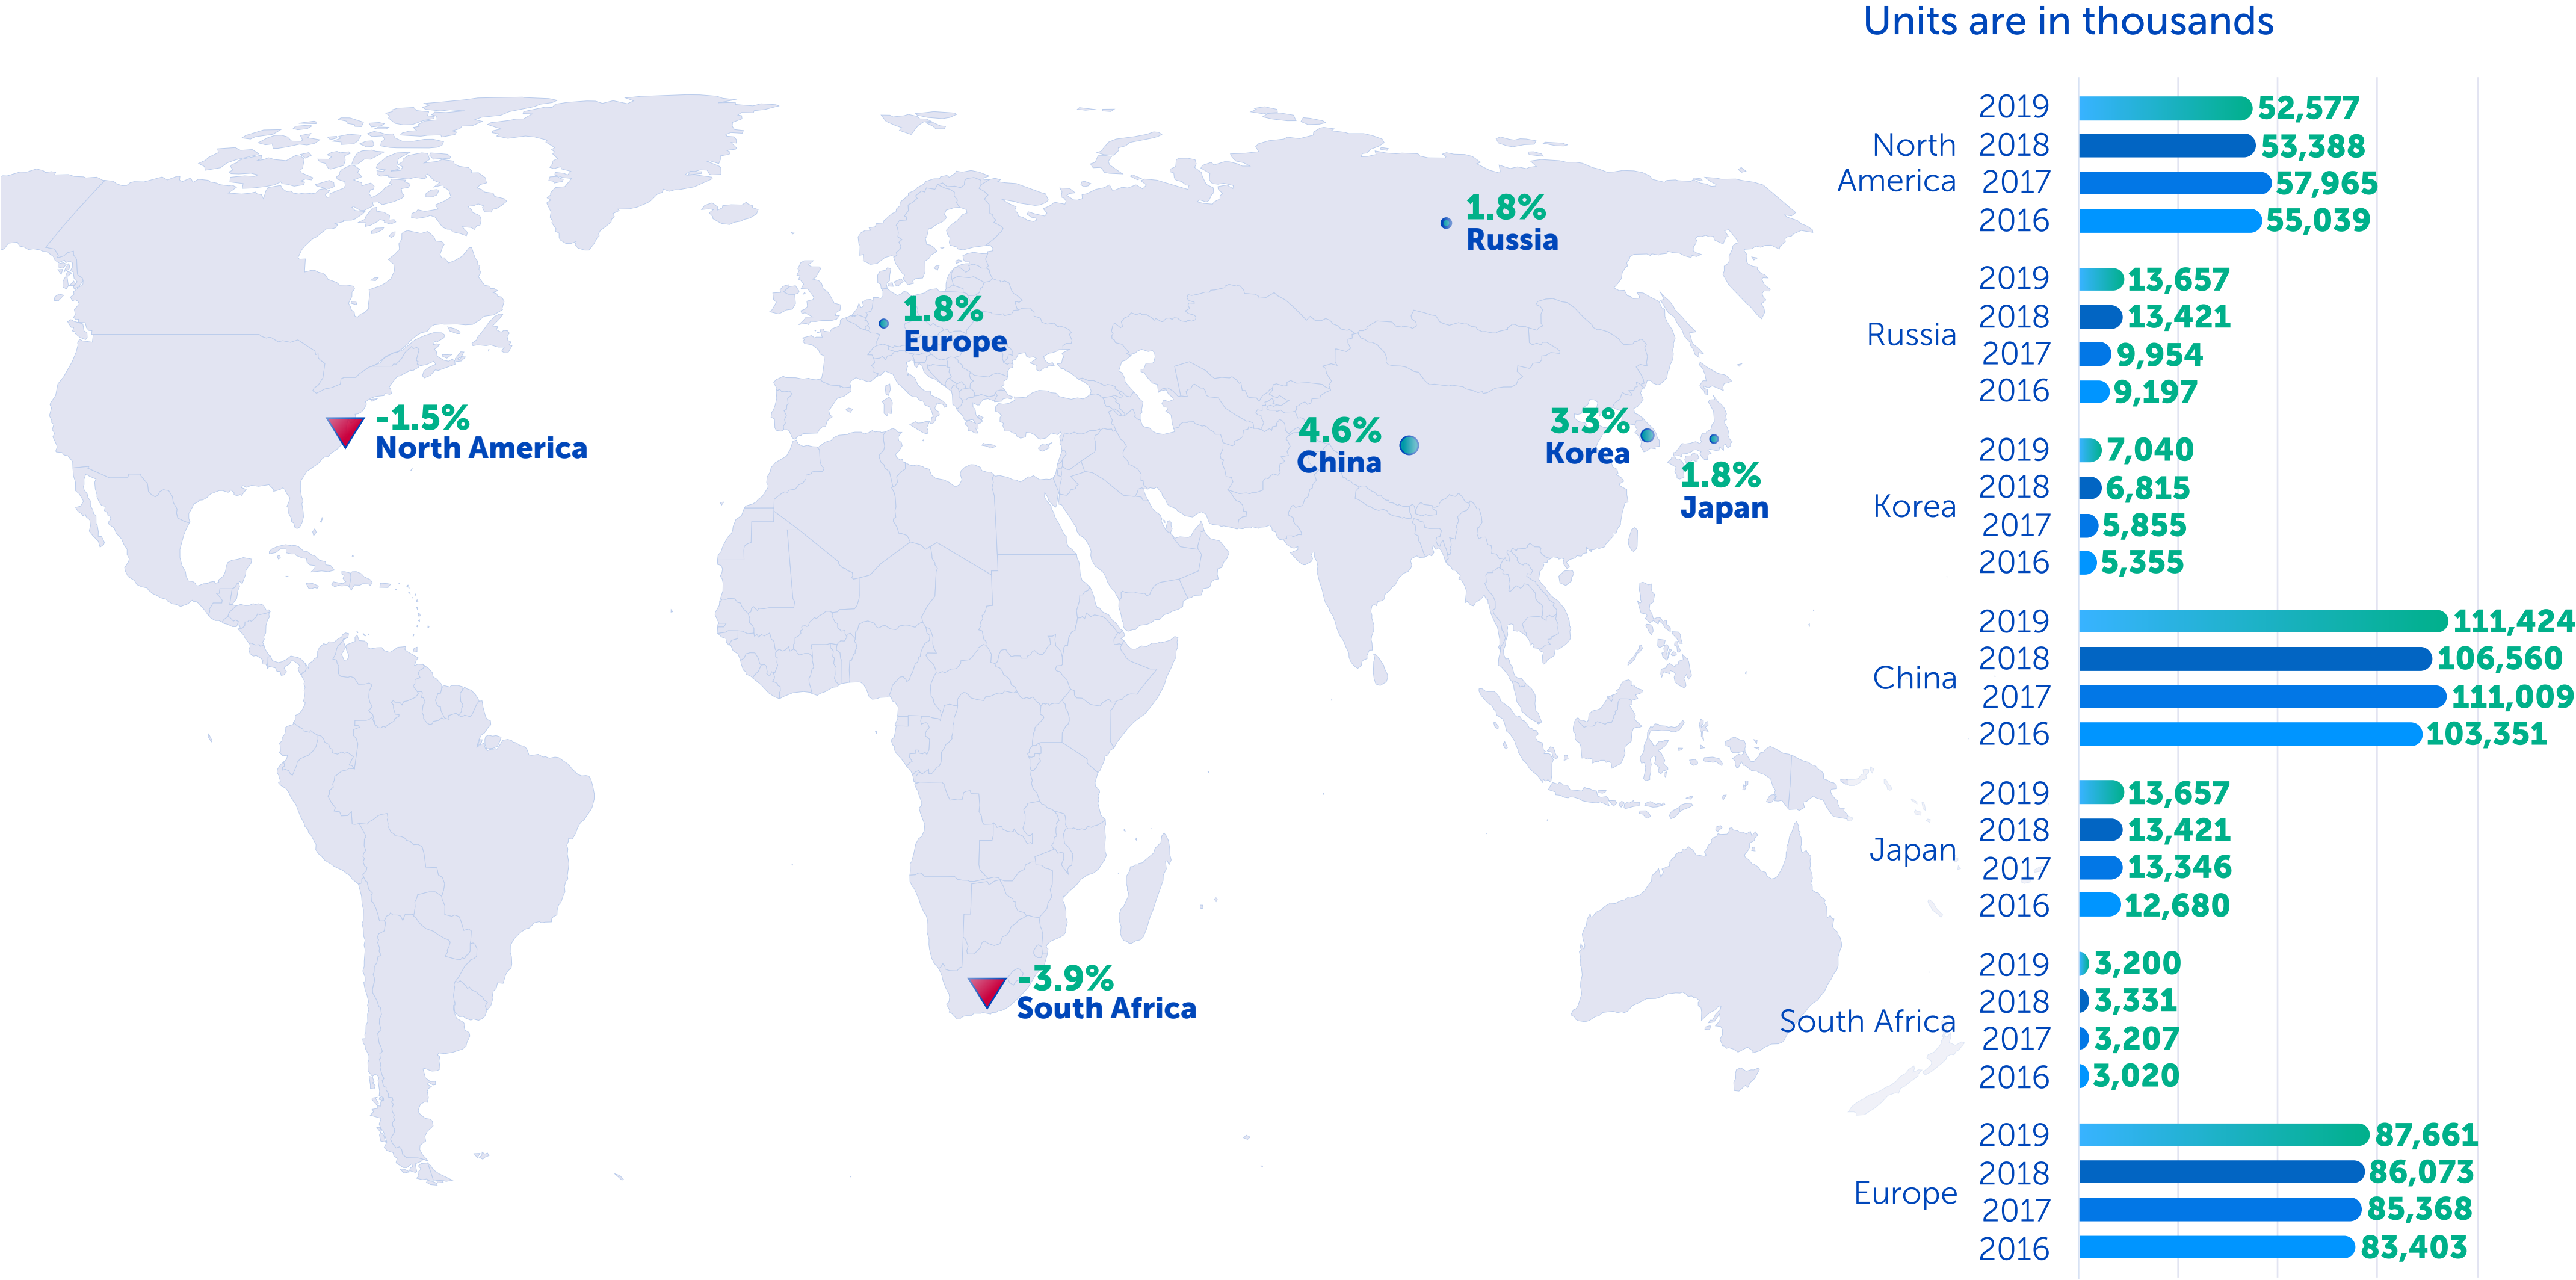 Units are in thousands
1.8%
Russia
1.8%
Europe
-1.5%
North America
4.6%
China
3.3%
Korea
1.8%
Japan
-3.9%
South Africa
North
America
2019 52,577
2018 53,388
2017 57,965
2016 55,039
Russia
2019 13,657
2018 13,421
2017 9,954
2016 9,197
Korea
2019 7,040
2018 6,815
2017 5,855
2016 5,355
China
2019 111,424
2018 106,560
2017 111,009
2016 103,351
Japan
2019 13,657
2018 13,421
2017 13,346
2016 12,680
South Africa
2019 3,200
2018 3,331
2017 3,207
2016 3,020
Europe
2019 87,661
2018 86,073
2017 85,368
2016 83,403